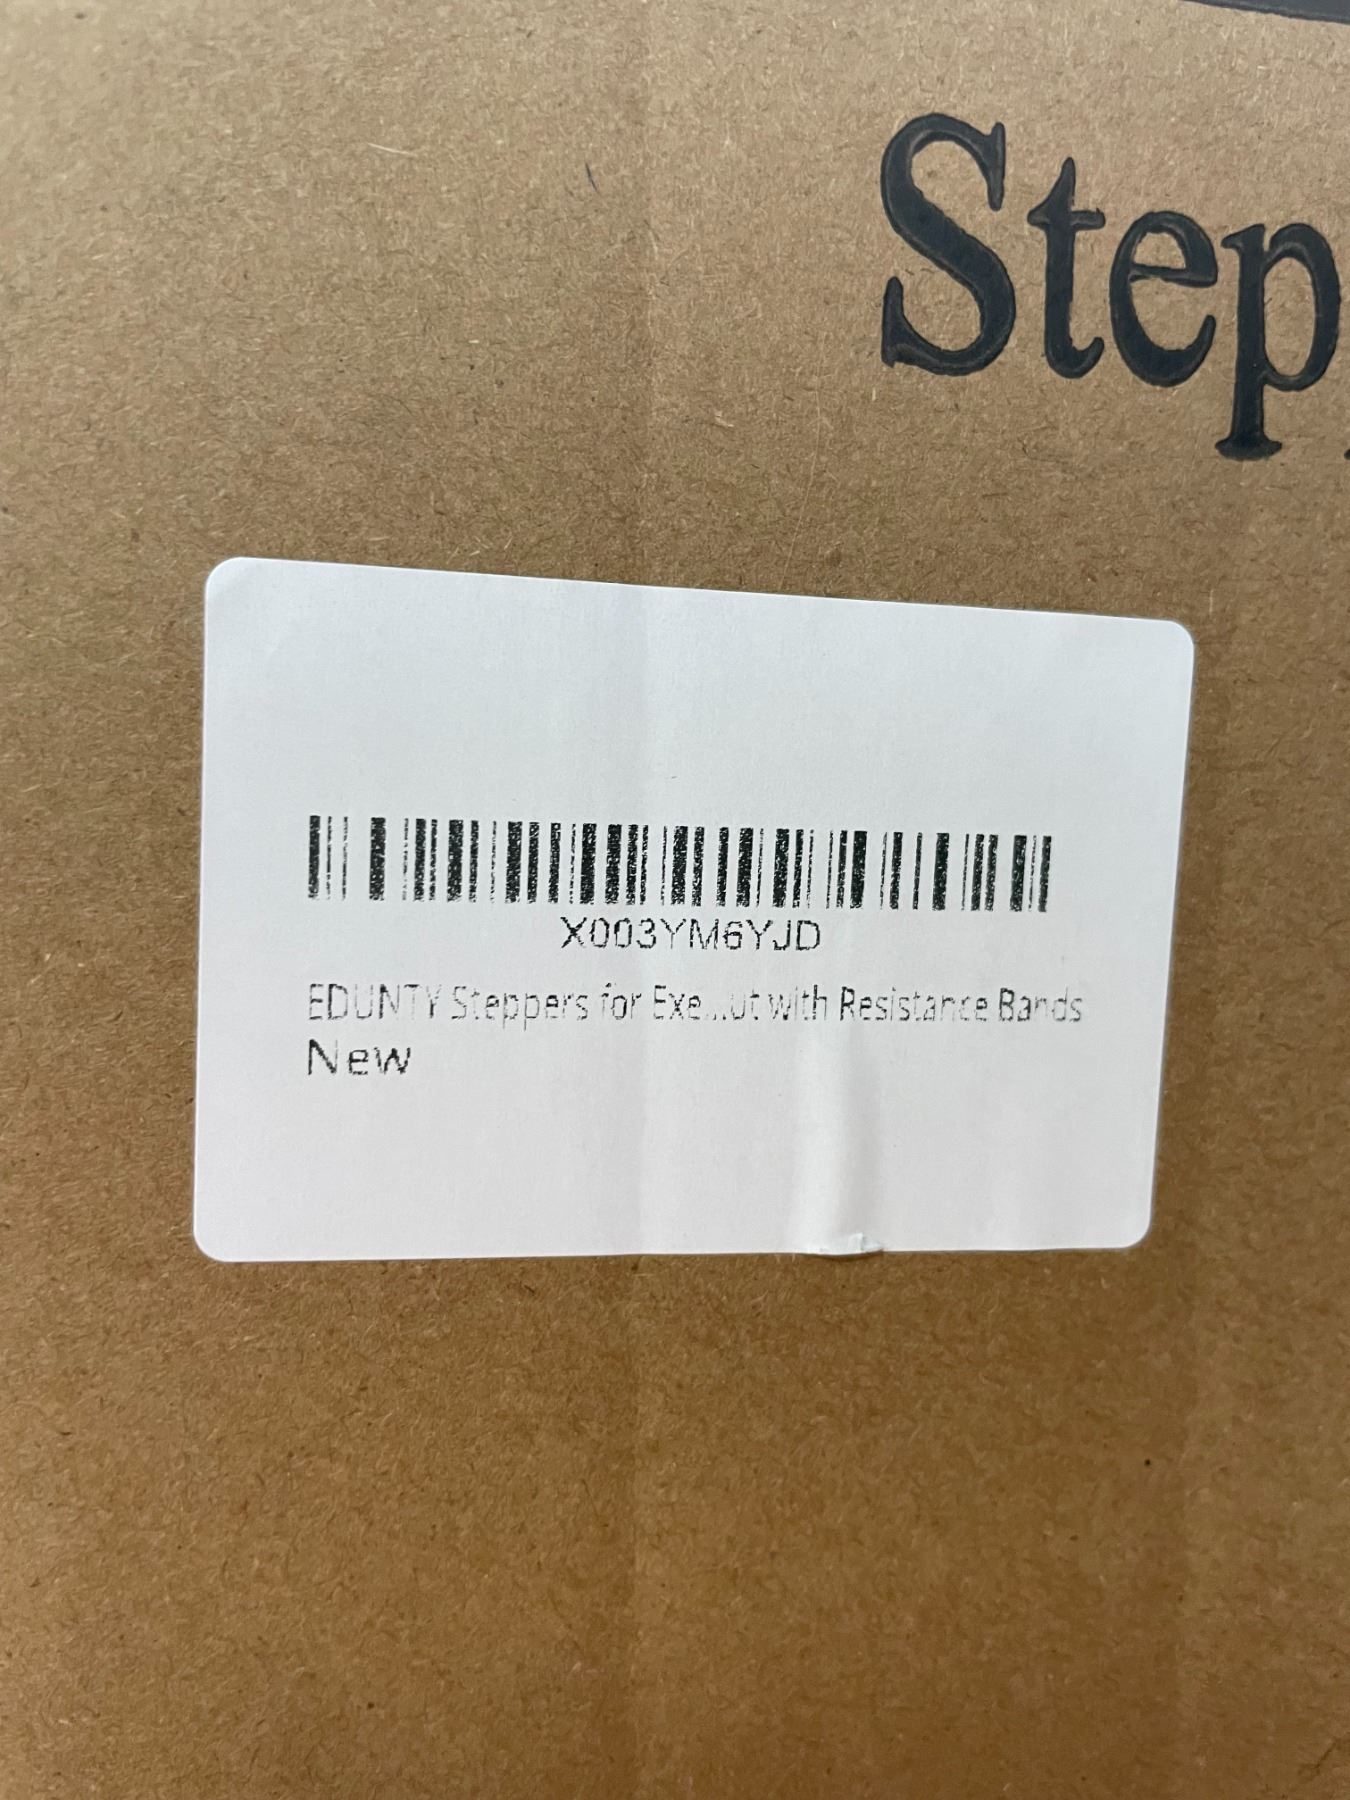 Step
X003YM6YJD
EDUNTY Steppers for Exe...ut with Resistance Bands
New